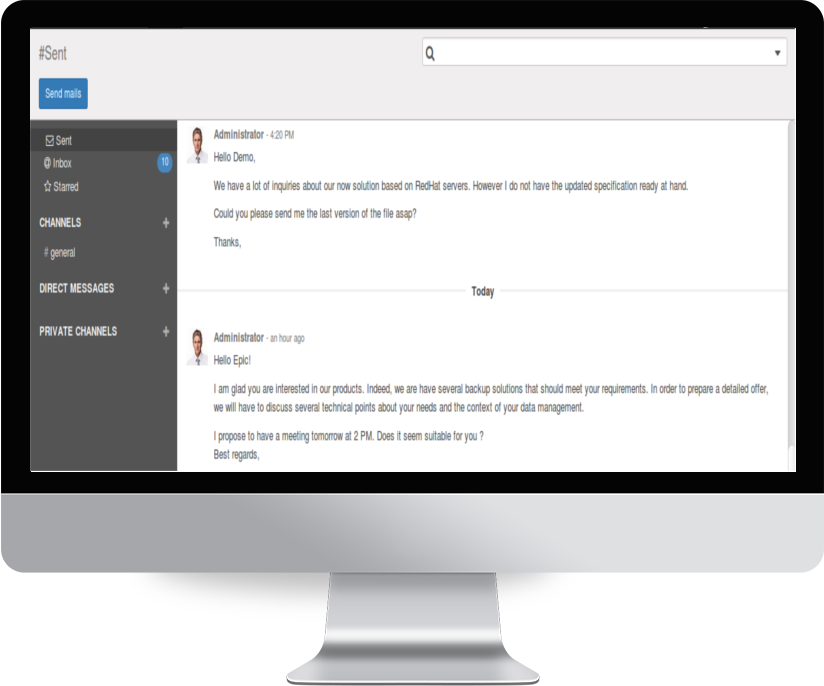 #Sent
Send mails
Sent
@ Inbox
10
Starred
CHANNELS +
# general
DIRECT MESSAGES +
PRIVATE CHANNELS +
Administrator - 4:20 PM
Hello Demo,
We have a lot of inquiries about our now solution based on RedHat servers. However I do not have the updated specification ready at hand.
Could you please send me the last version of the file asap?
Thanks,
Today
Administrator - an hour ago
Hello Epic!
I am glad you are interested in our products. Indeed, we are have several backup solutions that should meet your requirements. In order to prepare a detailed offer,
we will have to discuss several technical points about your needs and the context of your data management.
I propose to have a meeting tomorrow at 2 PM. Does it seem suitable for you ?
Best regards,